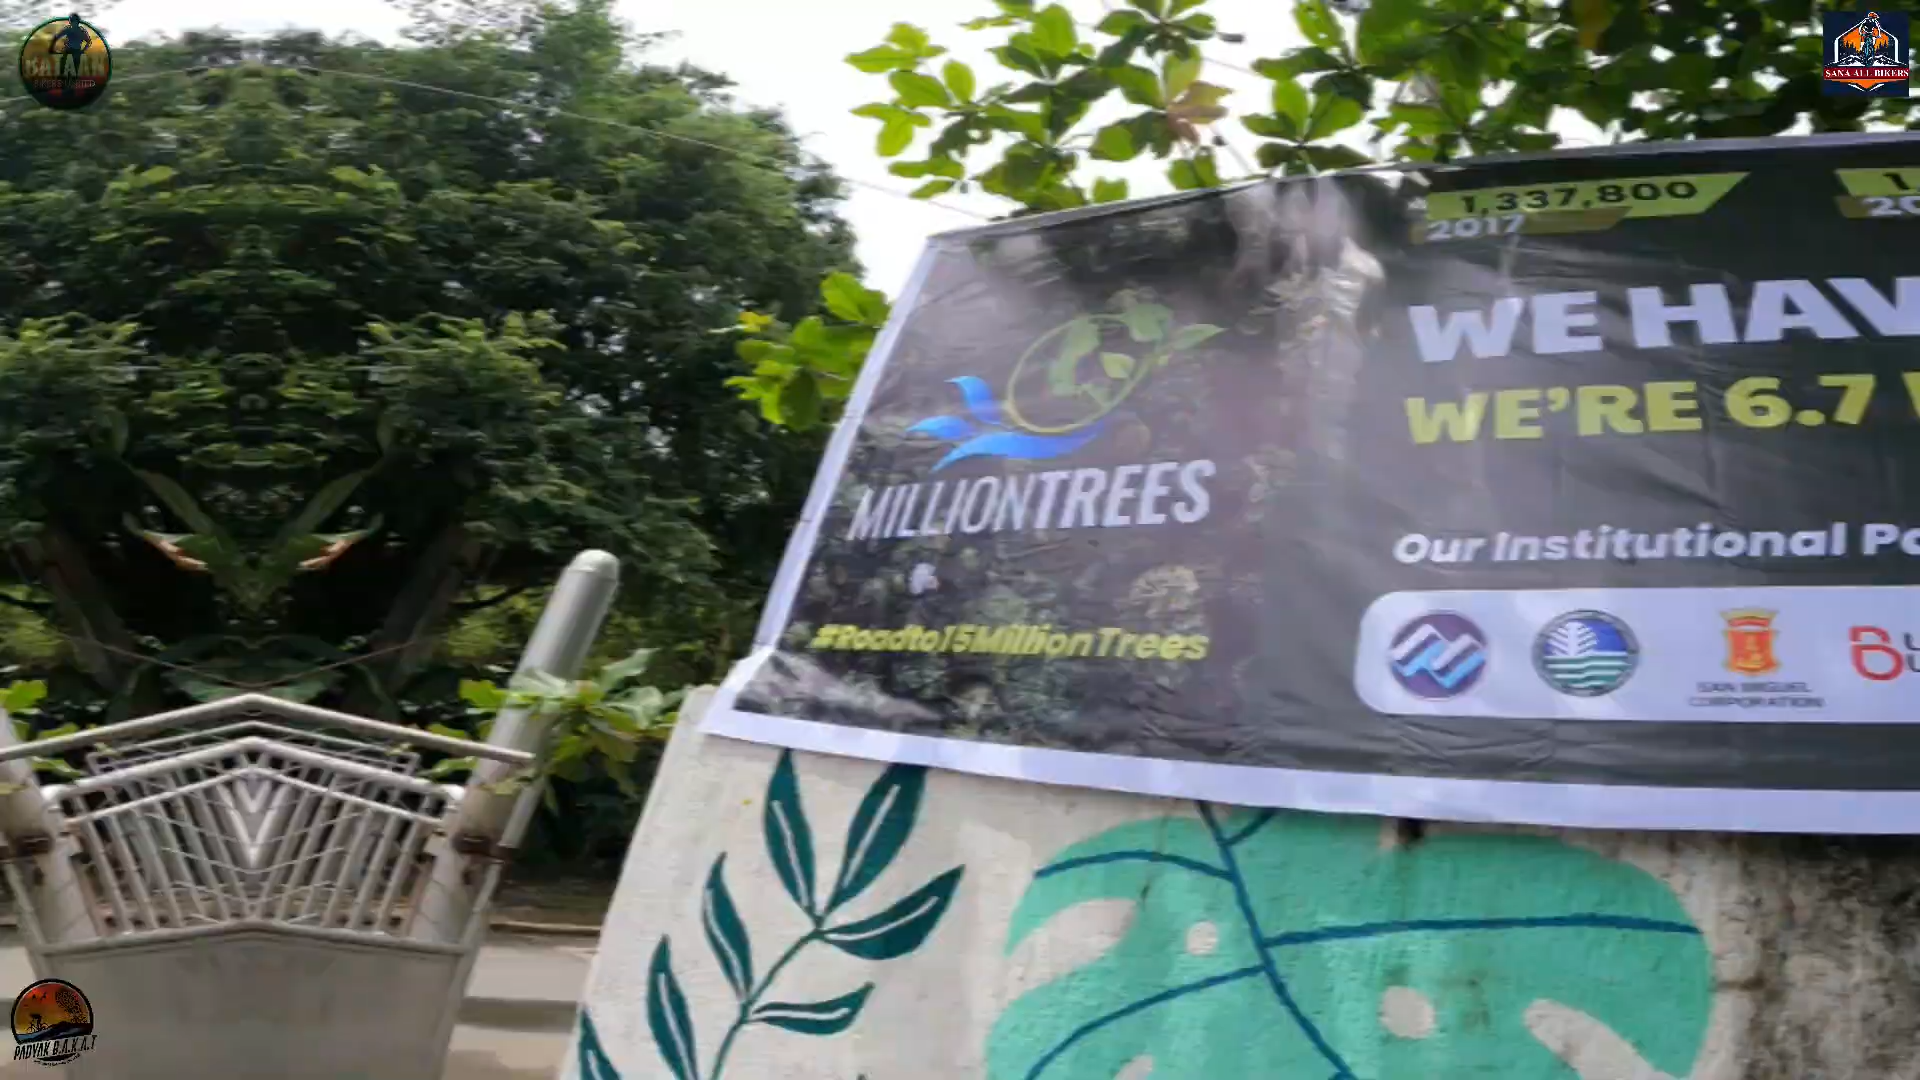 BATAAN
SANA ALL BIKERS
1,337,800
2017
WE HAV
WE'RE 6.7
MILLIONTREES
Our Institutional Pa
#Roadto15MillionTrees
SAN MIGUEL
CORPORATION
PADYAK B.A.K.A.T